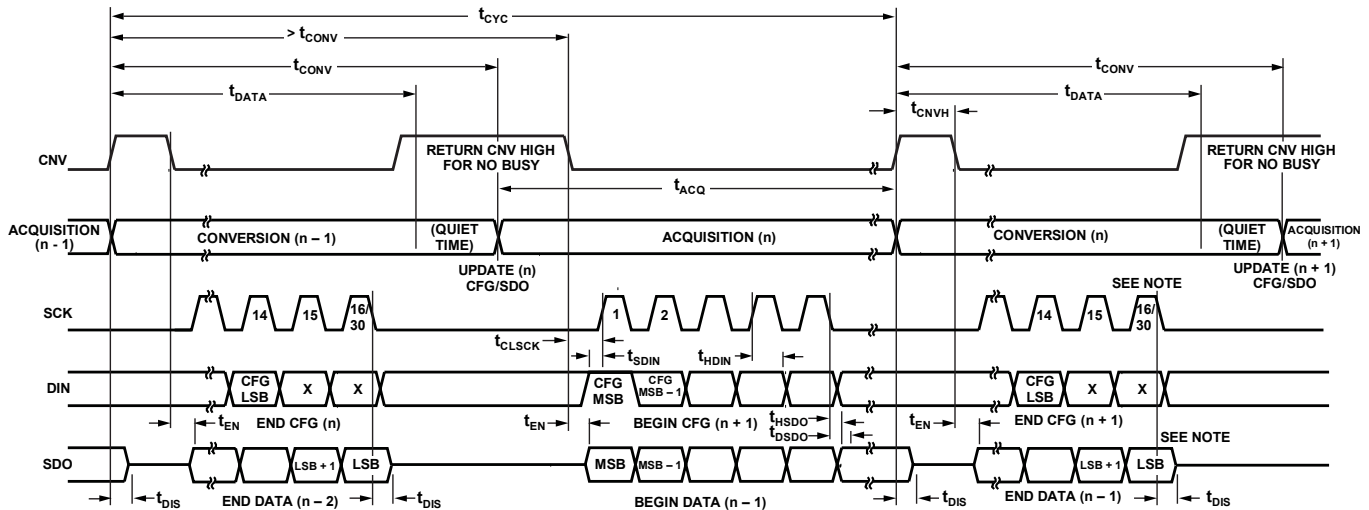 tCYC
> tCONV
tCONV
tCONV
tDATA
tDATA
tCNVH
CNV
RETURN CNV HIGH
FOR NO BUSY
RETURN CNV HIGH
FOR NO BUSY
tACQ
ACQUISITION
(n - 1)
CONVERSION (n – 1)
(QUIET
TIME)
ACQUISITION (n)
CONVERSION (n)
(QUIET
TIME)
ACQUISITION
(n + 1)
UPDATE (n)
CFG/SDO
UPDATE (n + 1)
CFG/SDO
SEE NOTE
SCK
14
15
16/
30
1
2
14
15
16/
30
tCLSCK
tSDIN
tHDIN
DIN
CFG
LSB
X
X
CFG
MSB
CFG
MSB – 1
CFG
LSB
X
X
tEN
END CFG (n)
tEN
BEGIN CFG (n + 1)
tHSDO
tDSDO
tEN
END CFG (n + 1)
SEE NOTE
SDO
LSB + 1
LSB
MSB
MSB – 1
LSB + 1
LSB
tDIS
END DATA (n – 2)
tDIS
BEGIN DATA (n – 1)
tDIS
END DATA (n – 1)
tDIS